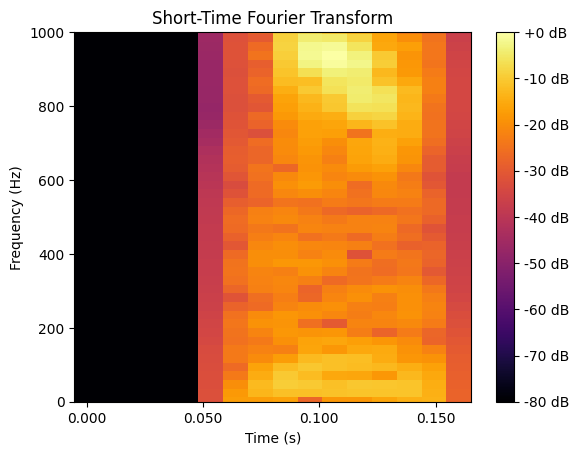 Short-Time Fourier Transform
1000
800
600
400
200
0
Frequency (Hz)
0.000
0.050
0.100
0.150
Time (s)
+0 dB
-10 dB
-20 dB
-30 dB
-40 dB
-50 dB
-60 dB
-70 dB
-80 dB